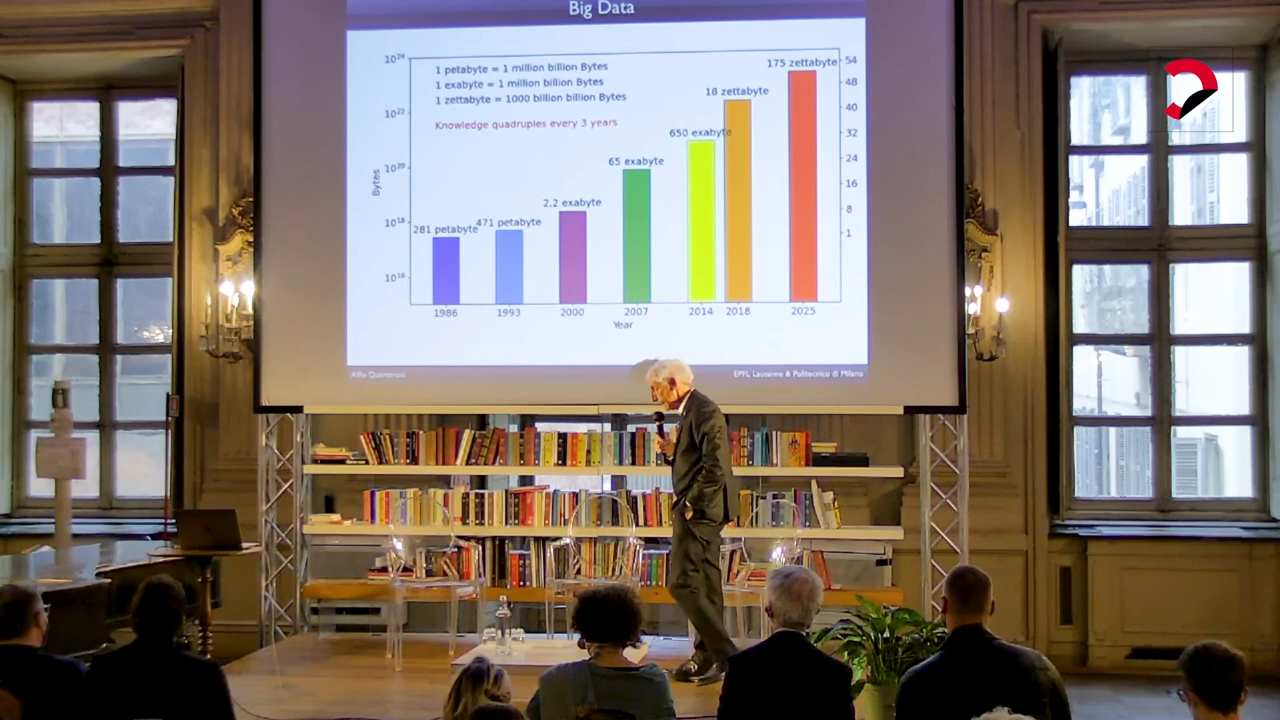 Big Data
1 petabyte = 1 million billion Bytes
1 exabyte = 1 million billion Bytes
1 zettabyte = 1000 billion billion Bytes
Knowledge quadruples every 3 years
281 petabyte
471 petabyte
2.2 exabyte
65 exabyte
650 exabyte
18 zettabyte
175 zettabyte
10^24
10^22
10^20
10^18
10^16
Bytes
54
48
40
32
24
16
8
1
1986 1993 2000 2007 2014 2018 2025
Year
Alfio Quarteroni
EPFL Lausanne & Politecnico di Milano